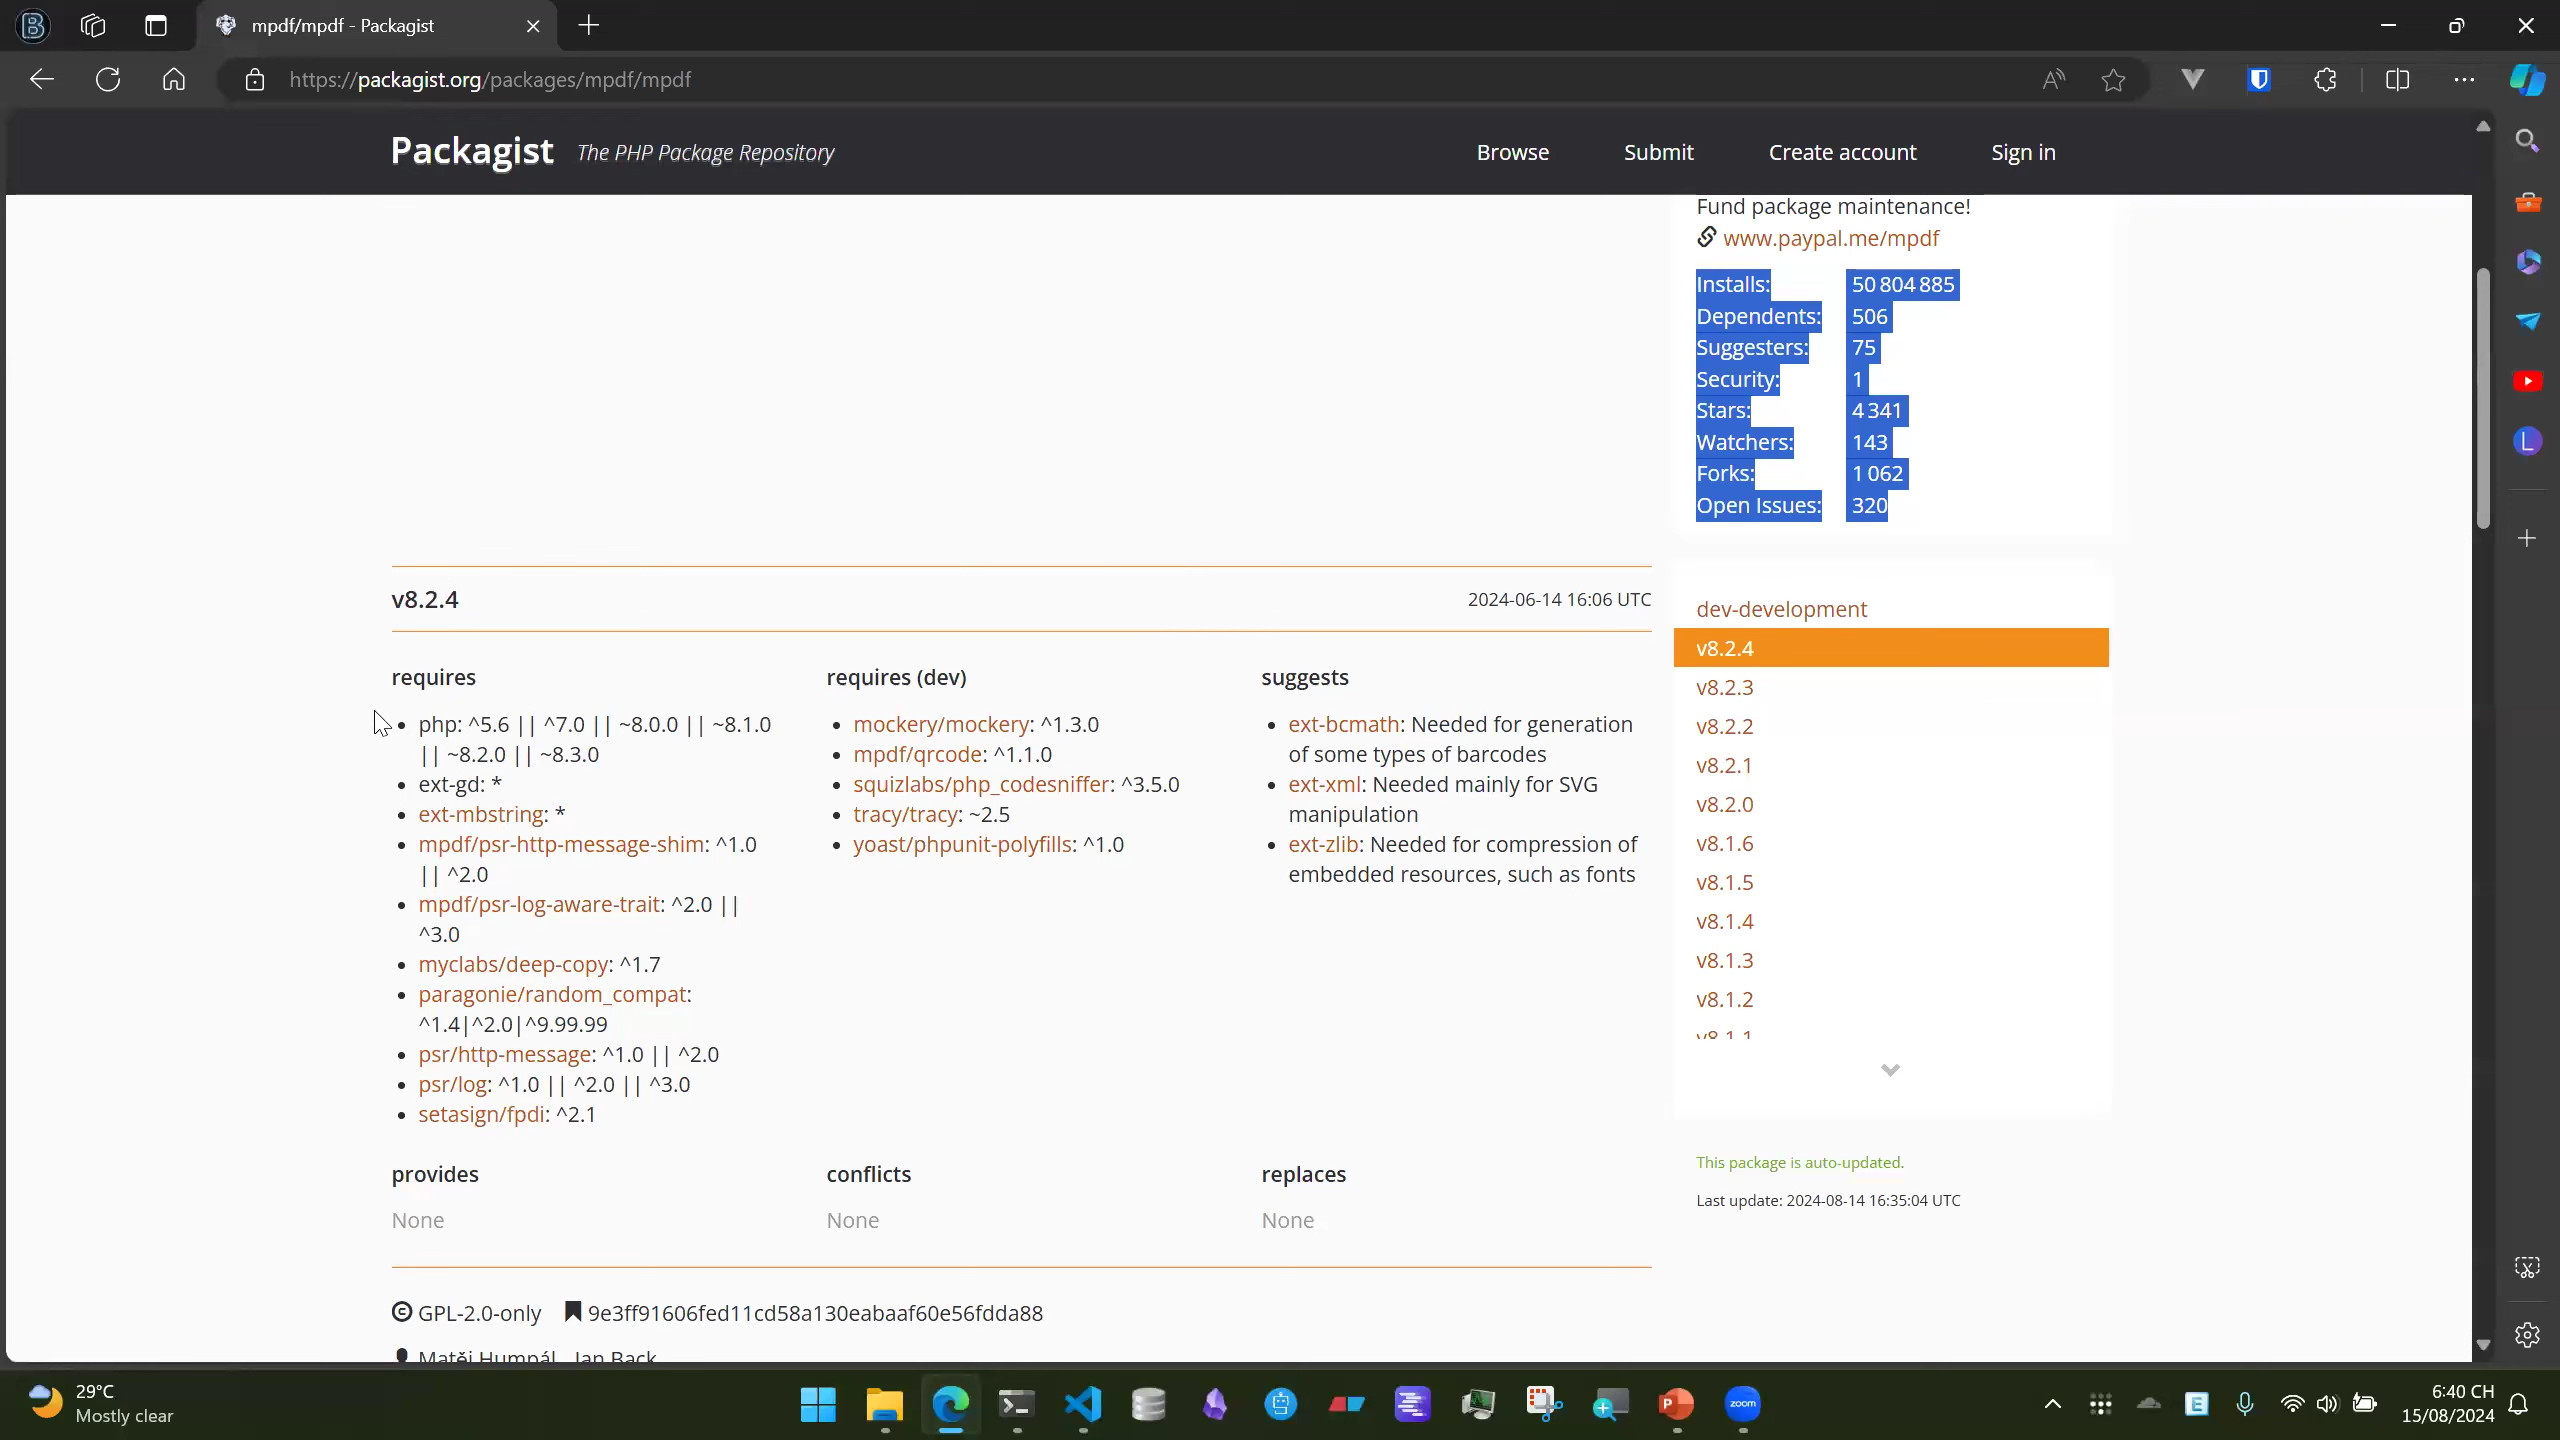 mpdf/mpdf - Packagist
https://packagist.org/packages/mpdf/mpdf
Packagist The PHP Package Repository
Browse Submit Create account Sign in
Fund package maintenance!
www.paypal.me/mpdf
Installs: 50 804 885
Dependents: 506
Suggesters: 75
Security: 1
Stars: 4 341
Watchers: 143
Forks: 1 062
Open Issues: 320
v8.2.4 2024-06-14 16:06 UTC
requires
php: ^5.6 || ^7.0 || ~8.0.0 || ~8.1.0
|| ~8.2.0 || ~8.3.0
ext-gd: *
ext-mbstring: *
mpdf/psr-http-message-shim: ^1.0
|| ^2.0
mpdf/psr-log-aware-trait: ^2.0 ||
^3.0
myclabs/deep-copy: ^1.7
paragonie/random_compat:
^1.4|^2.0|^9.99.99
psr/http-message: ^1.0 || ^2.0
psr/log: ^1.0 || ^2.0 || ^3.0
setasign/fpdi: ^2.1
requires (dev)
mockery/mockery: ^1.3.0
mpdf/qrcode: ^1.1.0
squizlabs/php_codesniffer: ^3.5.0
tracy/tracy: ~2.5
yoast/phpunit-polyfills: ^1.0
suggests
ext-bcmath: Needed for generation
of some types of barcodes
ext-xml: Needed mainly for SVG
manipulation
ext-zlib: Needed for compression of
embedded resources, such as fonts
provides
None
conflicts
None
replaces
None
GPL-2.0-only 9e3ff91606fed11cd58a130eabaaf60e56fdda88
Matěj Humpál Ian Back
dev-development
v8.2.4
v8.2.3
v8.2.2
v8.2.1
v8.2.0
v8.1.6
v8.1.5
v8.1.4
v8.1.3
v8.1.2
v8.1.1
This package is auto-updated.
Last update: 2024-08-14 16:35:04 UTC
29°C
Mostly clear
zoom
6:40 CH
15/08/2024